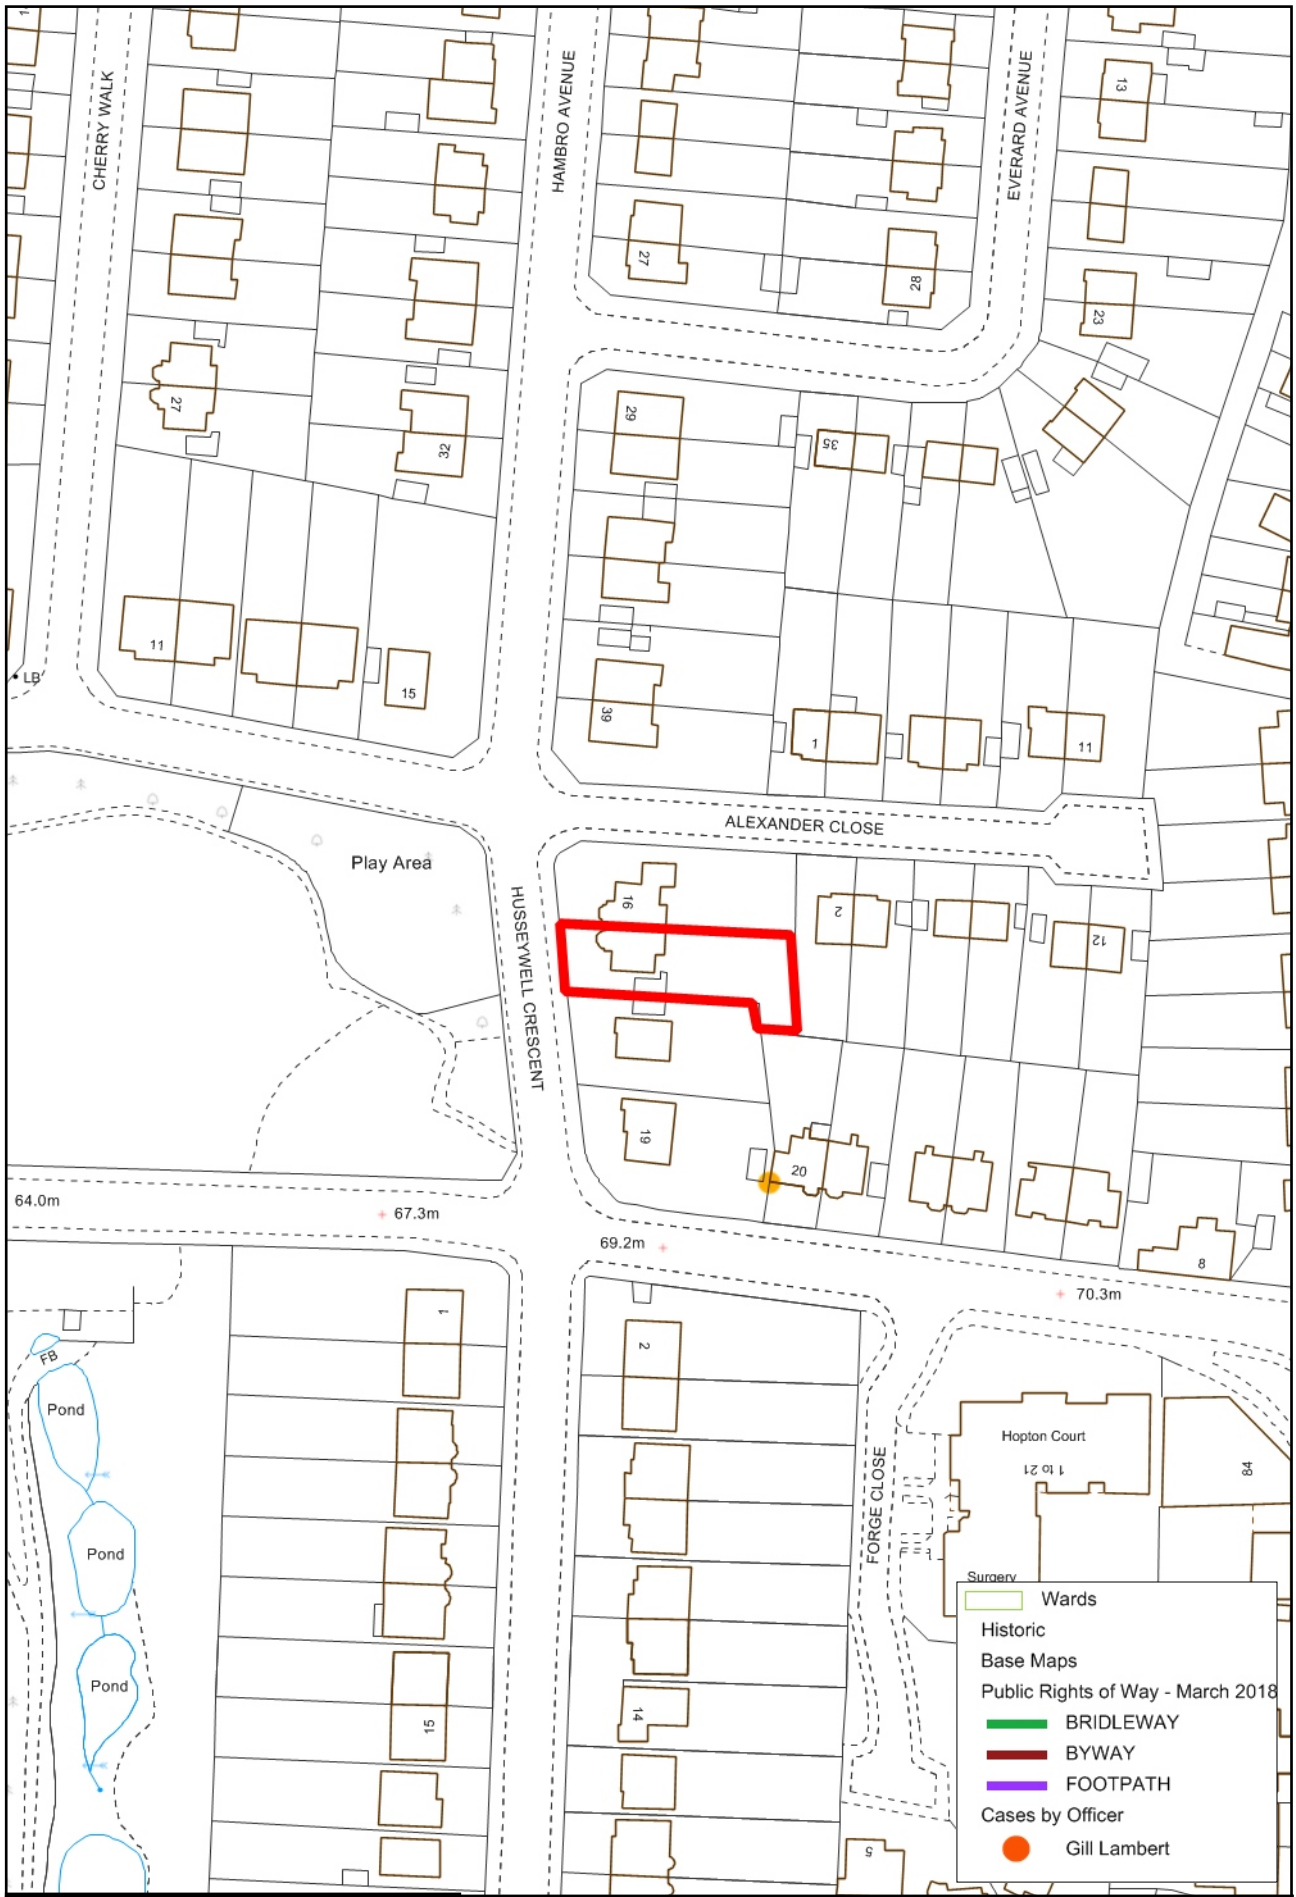 13
CHERRY WALK
HAMBRO AVENUE
EVERARD AVENUE
27
28
23
27
29
35
32
11
15
LB
39
1
11
ALEXANDER CLOSE
Play Area
16
2
12
HUSSEYWELL CRESCENT
19
20
64.0m
67.3m
69.2m
8
70.3m
1
2
FB
Pond
Hopton Court
1 to 21
84
Pond
FORGE CLOSE
Surgery
Wards
Historic
Base Maps
Pond
Public Rights of Way - March 2018
14
15
BRIDLEWAY
BYWAY
FOOTPATH
Cases by Officer
5
Gill Lambert